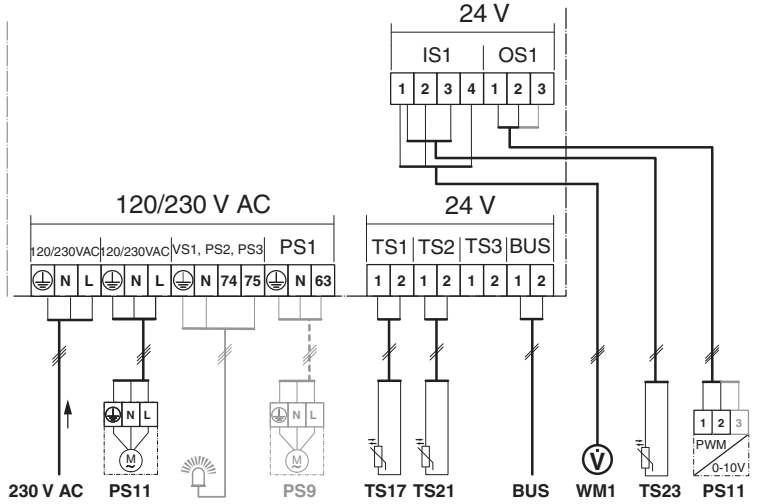 24 V
IS1 OS1
1 2 3 4 1 2 3
120/230 V AC
24 V
120/230VAC 120/230VAC VS1, PS2, PS3 PS1
TS1 TS2 TS3 BUS
N L N L N 74 75 N 63
1 2 1 2 1 2 1 2
N L
N L
1 2 3
M
~
M
~
V
PWM
0-10V
230 V AC PS11 PS9 TS17 TS21 BUS WM1 TS23 PS11